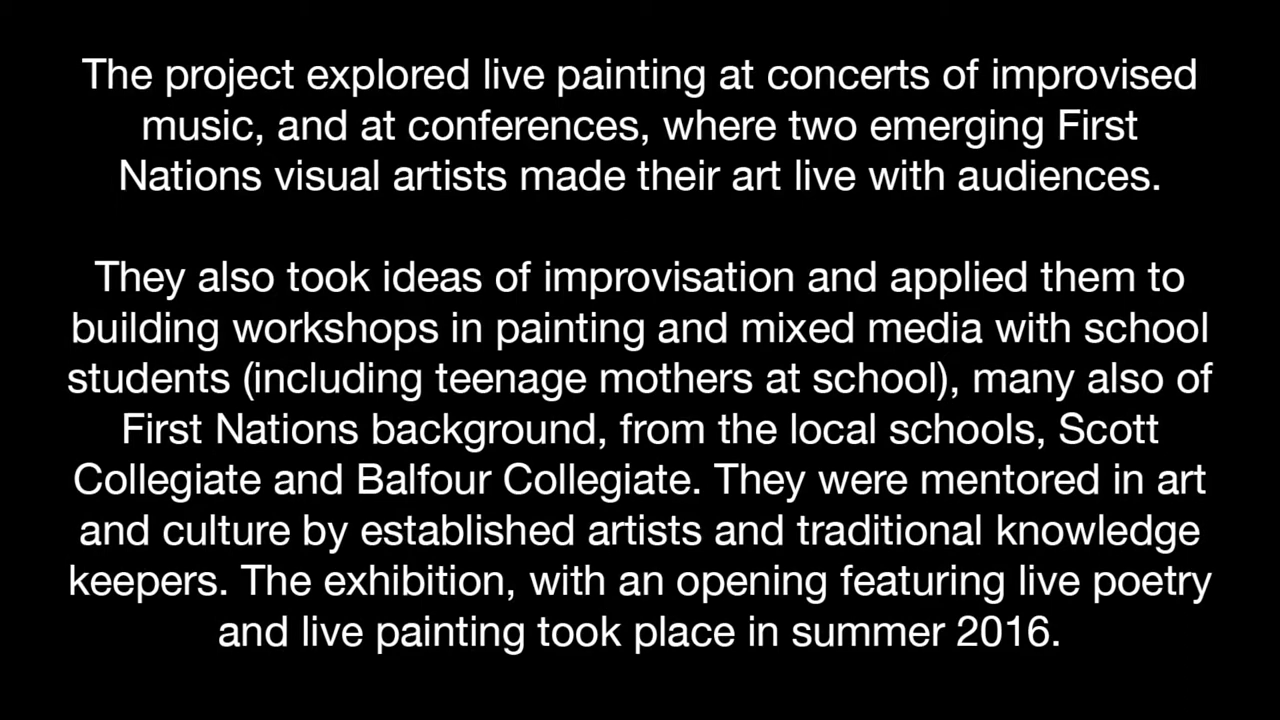 The project explored live painting at concerts of improvised
music, and at conferences, where two emerging First
Nations visual artists made their art live with audiences.
They also took ideas of improvisation and applied them to
building workshops in painting and mixed media with school
students (including teenage mothers at school), many also of
First Nations background, from the local schools, Scott
Collegiate and Balfour Collegiate. They were mentored in art
and culture by established artists and traditional knowledge
keepers. The exhibition, with an opening featuring live poetry
and live painting took place in summer 2016.